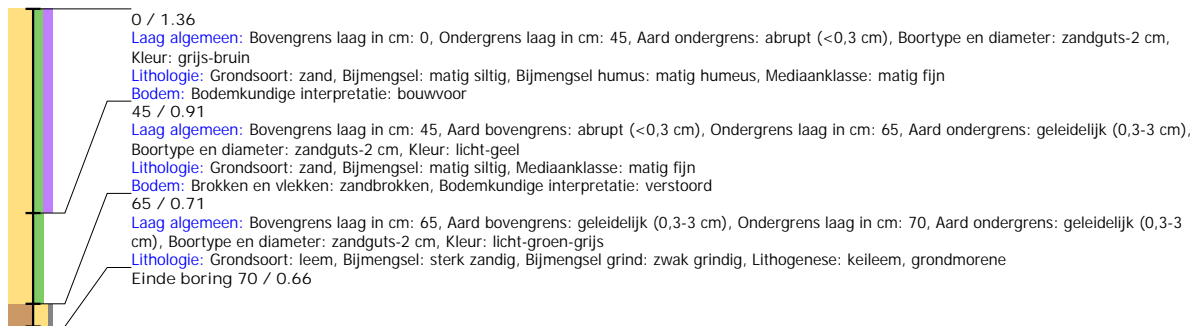 0 / 1.36
Laag algemeen: Bovengrens laag in cm: 0, Ondergrens laag in cm: 45, Aard ondergrens: abrupt (<0,3 cm), Boortype en diameter: zandguts-2 cm,
Kleur: grijs-bruin
Lithologie: Grondsoort: zand, Bijmengsel: matig siltig, Bijmengsel humus: matig humeus, Mediaanklasse: matig fijn
Bodem: Bodemkundige interpretatie: bouwvoor
45 / 0.91
Laag algemeen: Bovengrens laag in cm: 45, Aard bovengrens: abrupt (<0,3 cm), Ondergrens laag in cm: 65, Aard ondergrens: geleidelijk (0,3-3 cm),
Boortype en diameter: zandguts-2 cm, Kleur: licht-geel
Lithologie: Grondsoort: zand, Bijmengsel: matig siltig, Mediaanklasse: matig fijn
Bodem: Brokken en vlekken: zandbrokken, Bodemkundige interpretatie: verstoord
65 / 0.71
Laag algemeen: Bovengrens laag in cm: 65, Aard bovengrens: geleidelijk (0,3-3 cm), Ondergrens laag in cm: 70, Aard ondergrens: geleidelijk (0,3-3
cm), Boortype en diameter: zandguts-2 cm, Kleur: licht-groen-grijs
Lithologie: Grondsoort: leem, Bijmengsel: sterk zandig, Bijmengsel grind: zwak grindig, Lithogenese: keileem, grondmorene
Einde boring 70 / 0.66